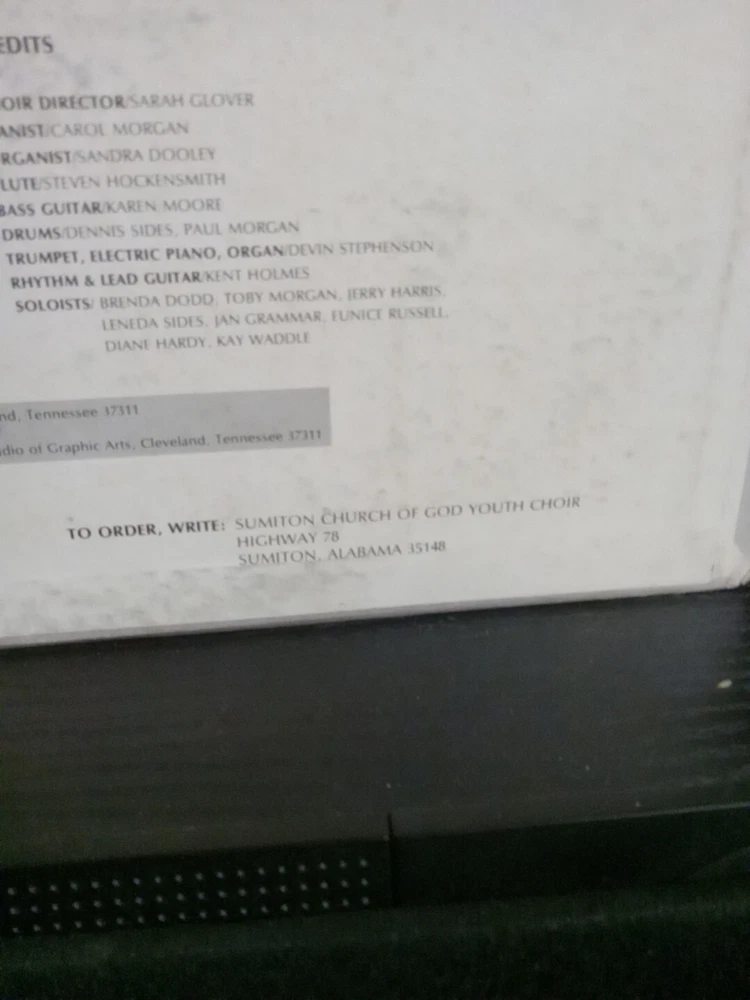 EDITS
OIR DIRECTOR/SARAH GLOVER
ANIST/CAROL MORGAN
RGANIST/SANDRA DOOLEY
LUTE/STEVEN HOCKENSMITH
BASS GUITAR/KAREN MOORE
DRUMS/DENNIS SIDES, PAUL MORGAN
TRUMPET, ELECTRIC PIANO, ORGAN/DEVIN STEPHENSON
RHYTHM & LEAD GUITAR/KENT HOLMES
SOLOISTS/ BRENDA DODD, TOBY MORGAN, JERRY HARRIS,
LENEDA SIDES, JAN GRAMMAR, EUNICE RUSSELL,
DIANE HARDY, KAY WADDLE
nd, Tennessee 37311
dio of Graphic Arts, Cleveland, Tennessee 37311
TO ORDER, WRITE: SUMITON CHURCH OF GOD YOUTH CHOIR
HIGHWAY 78
SUMITON, ALABAMA 35148